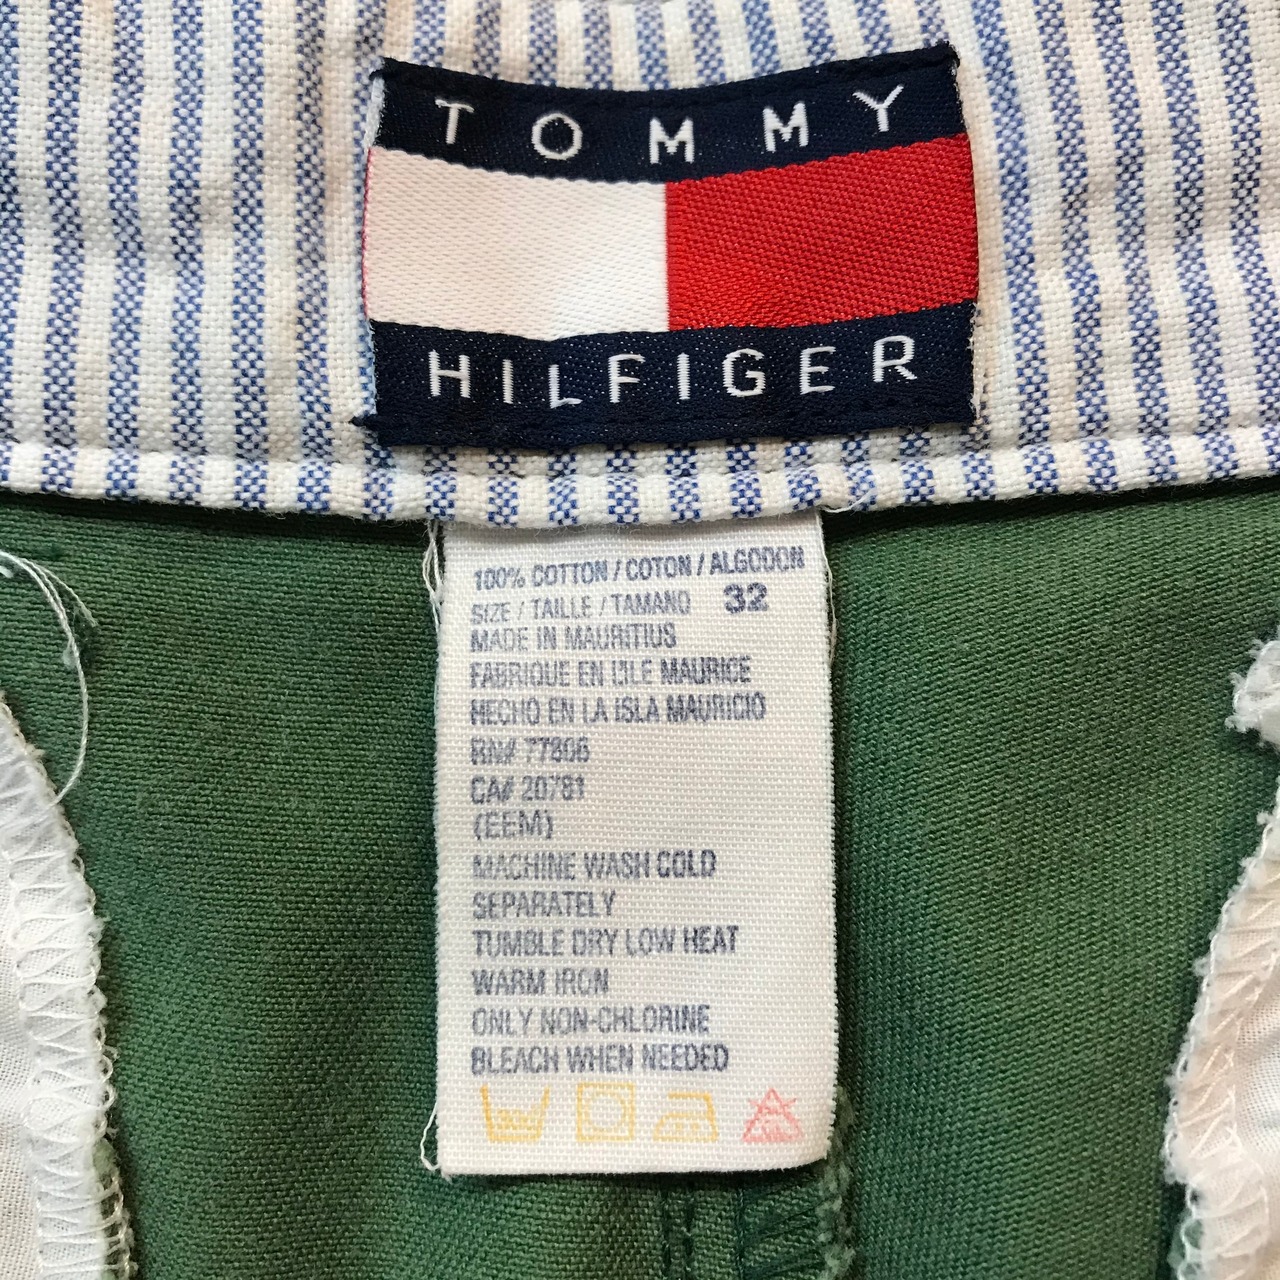 TOMMY
HILFIGER
100% COTTON / COTON / ALGODON
SIZE / TAILLE / TAMANO 32
MADE IN MAURITIUS
FABRIQUE EN L'ILE MAURICE
HECHO EN LA ISLA MAURICIO
RN# 77806
CA# 20781
(EEM)
MACHINE WASH COLD
SEPARATELY
TUMBLE DRY LOW HEAT
WARM IRON
ONLY NON-CHLORINE
BLEACH WHEN NEEDED